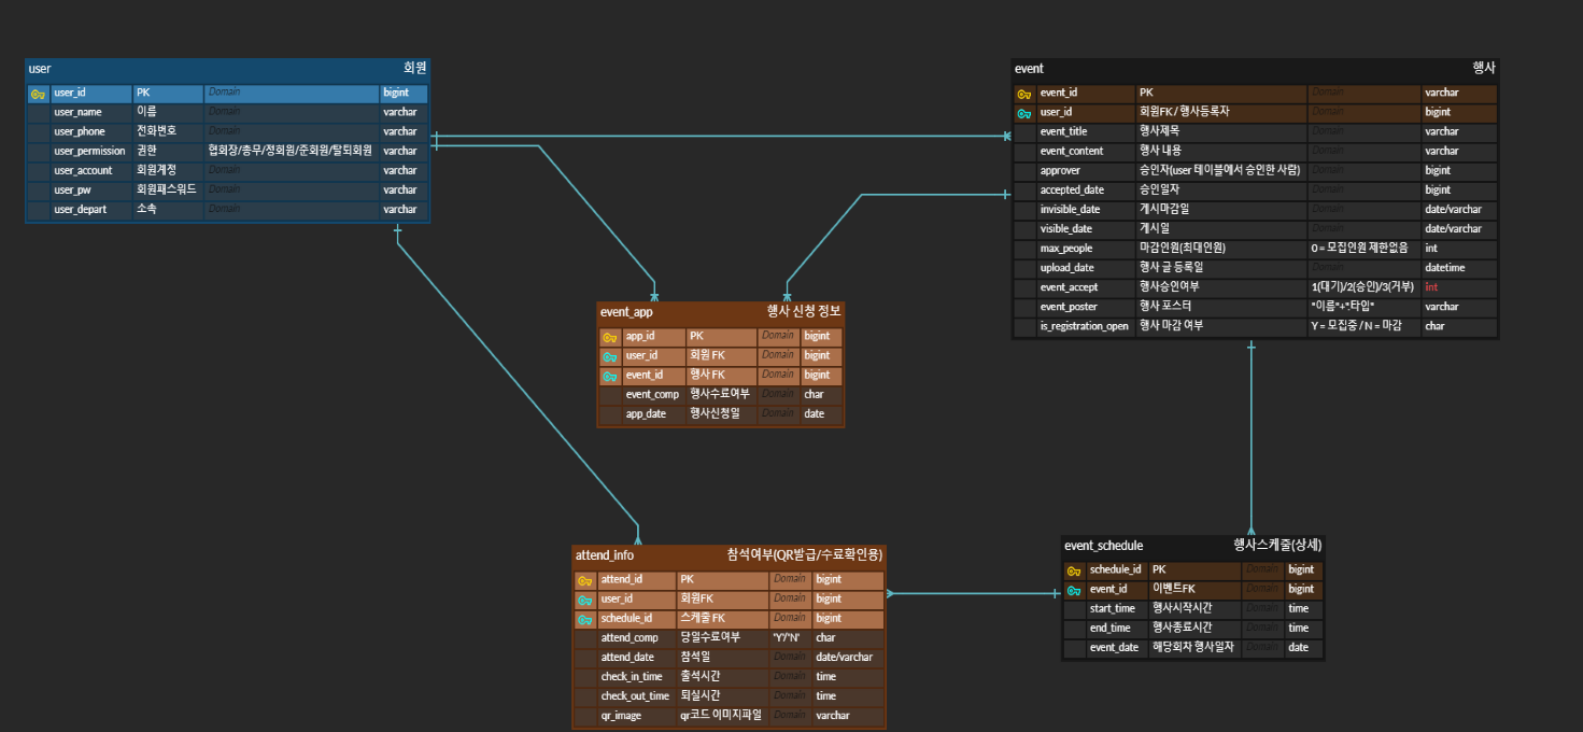 user 회원
user_id PK Domain bigint
user_name 이름 Domain varchar
user_phone 전화번호 Domain varchar
user_permission 권한 협회장/총무/정회원/준회원/탈퇴회원 varchar
user_account 회원계정 Domain varchar
user_pw 회원패스워드 Domain varchar
user_depart 소속 Domain varchar
event 행사
event_id PK Domain varchar
user_id 회원FK / 행사등록자 Domain bigint
event_title 행사제목 Domain varchar
event_content 행사 내용 Domain varchar
approver 승인자(user 테이블에서 승인한 사람) Domain bigint
accepted_date 승인일자 Domain bigint
invisible_date 게시마감일 Domain date/varchar
visible_date 게시일 Domain date/varchar
max_people 마감인원(최대인원) 0 = 모집인원 제한없음 int
upload_date 행사 글 등록일 Domain datetime
event_accept 행사승인여부 1(대기)/2(승인)/3(거부) int
event_poster 행사 포스터 "이름"+"타입" varchar
is_registration_open 행사 마감 여부 Y = 모집중 / N = 마감 char
event_app 행사 신청 정보
app_id PK Domain bigint
user_id 회원 FK Domain bigint
event_id 행사 FK Domain bigint
event_comp 행사수료여부 Domain char
app_date 행사신청일 Domain date
attend_info 참석여부(QR발급/수료확인용)
attend_id PK Domain bigint
user_id 회원FK Domain bigint
schedule_id 스케줄 FK Domain bigint
attend_comp 당일수료여부 "Y"/"N" char
attend_date 참석일 Domain date/varchar
check_in_time 출석시간 Domain time
check_out_time 퇴실시간 Domain time
qr_image qr코드 이미지파일 Domain varchar
event_schedule 행사스케줄(상세)
schedule_id PK Domain bigint
event_id 이벤트FK Domain bigint
start_time 행사시작시간 Domain time
end_time 행사종료시간 Domain time
event_date 해당회차 행사일자 Domain date